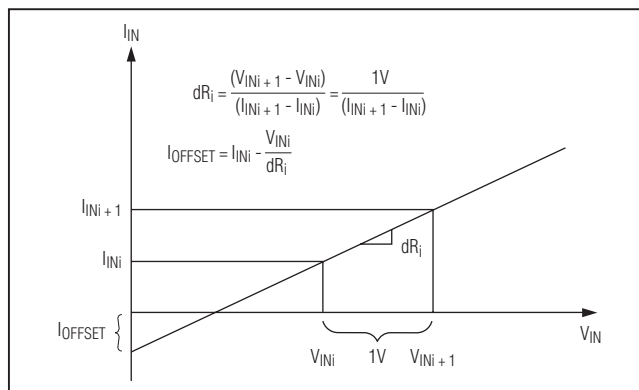 I_IN
dR_i = (V_INi + 1 - V_INi) / (I_INi + 1 - I_INi) = 1V / (I_INi + 1 - I_INi)
I_OFFSET = I_INi - V_INi / dR_i
I_INi + 1
dR_i
I_INi
I_OFFSET
V_IN
V_INi 1V V_INi + 1